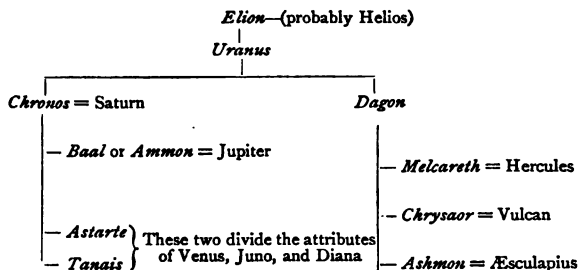 Elion—(probably Helios)
Uranus
Chronos = Saturn
Dagon
— Baal or Ammon = Jupiter
— Melcareth = Hercules
— Chrysaor = Vulcan
— Astarte } These two divide the attributes
— Tanais } of Venus, Juno, and Diana
— Ashmon = Æsculapius